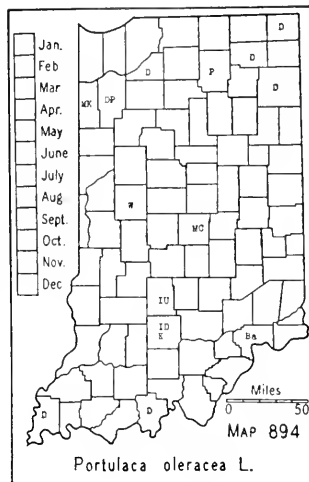 Jan.
Feb
Mar
Apr.
May
June
July
Aug
Sept.
Oct.
Nov.
Dec
D
D
D
P
D
MK
DP
W
MC
IU
ID
E
Ba
D
D
Miles
0
50
MAP 894
Portulaca oleracea L.